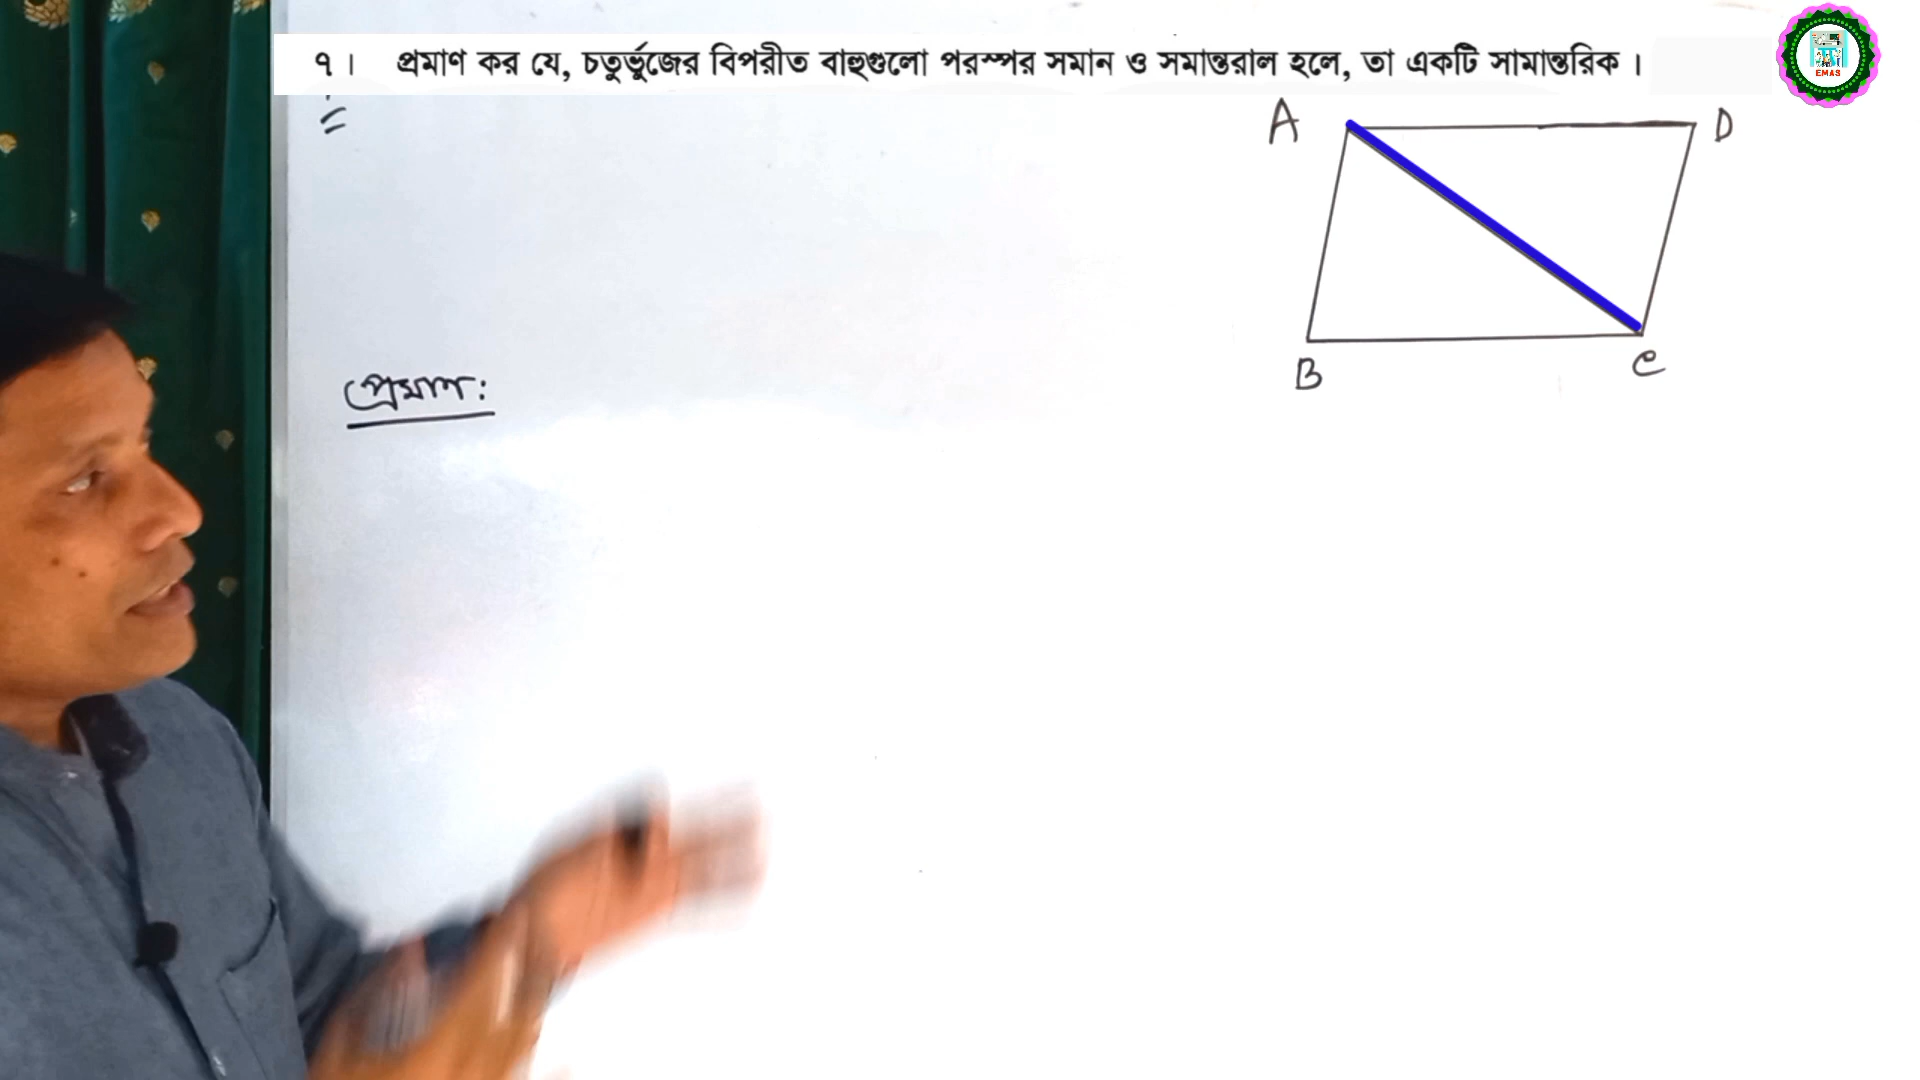 ৭। প্রমাণ কর যে, চতুর্ভুজের বিপরীত বাহুগুলো পরস্পর সমান ও সমান্তরাল হলে, তা একটি সামান্তরিক।
EMAS
A D
B C
প্রমাণ: